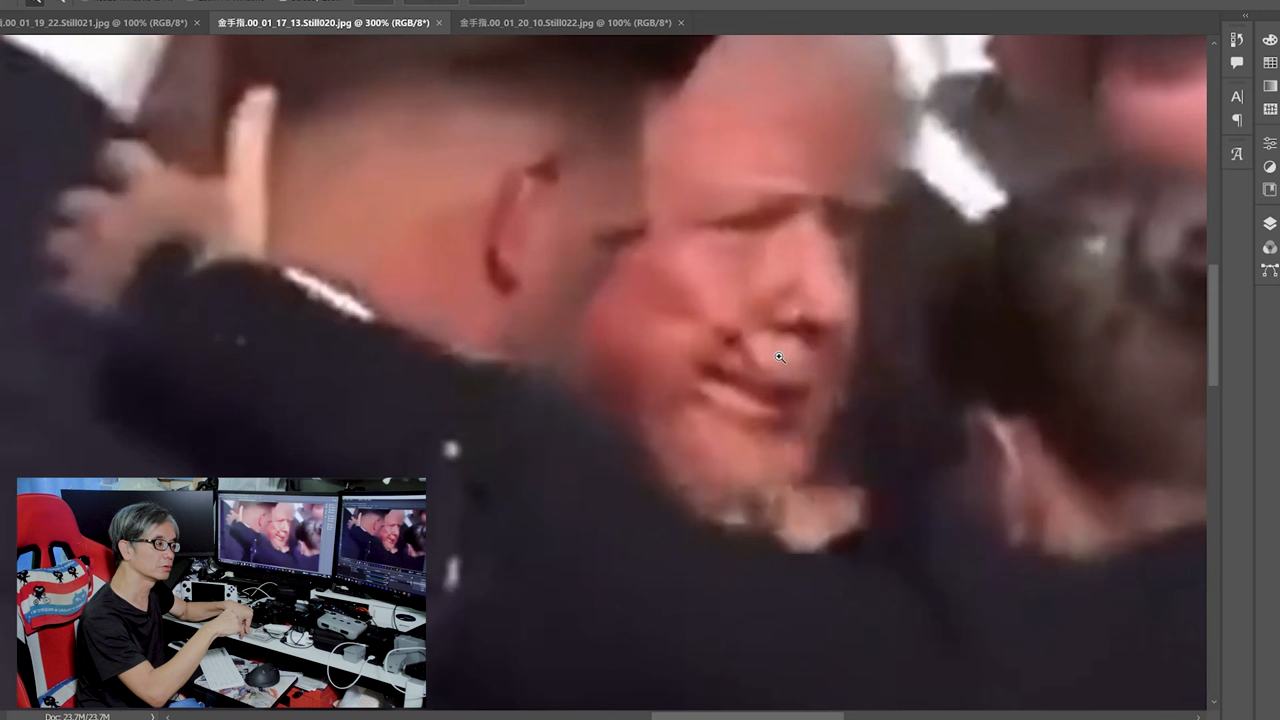 .00_01_19_22.Still021.jpg @ 100% (RGB/8*) ×
金手指.00_01_17_13.Still020.jpg @ 300% (RGB/8*) ×
金手指.00_01_20_10.Still022.jpg @ 100% (RGB/8*) ×
Doc: 23.7M/23.7M